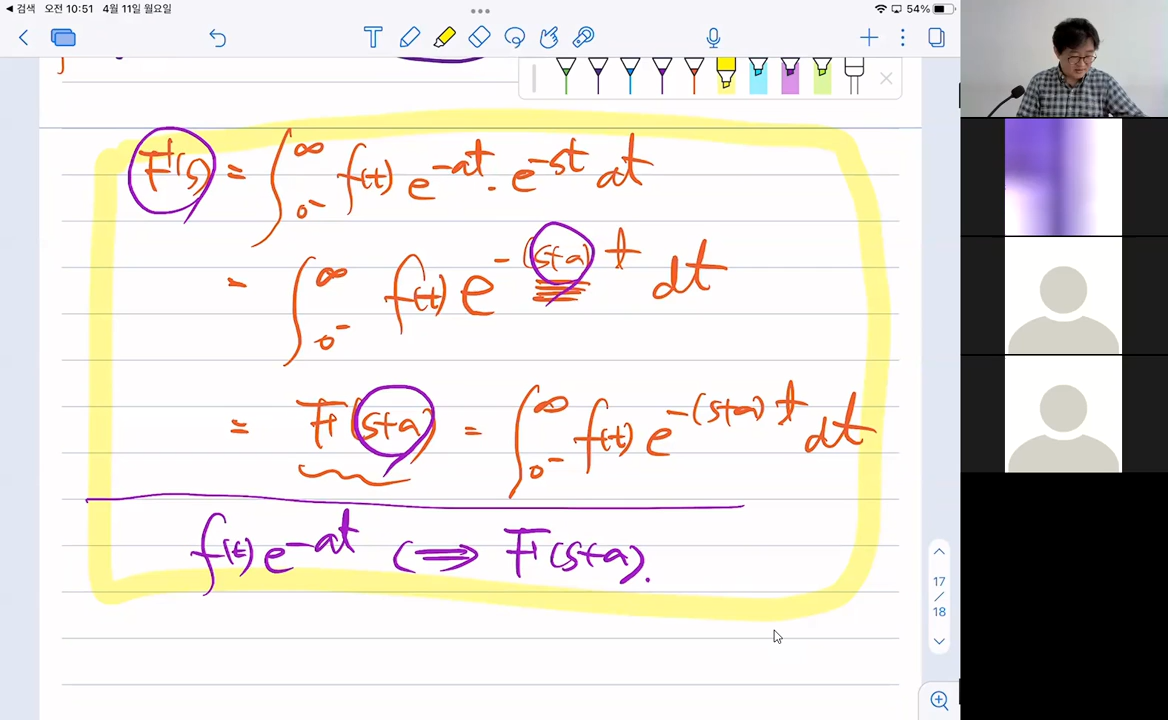 검색 오전 10:51 4월 11일 월요일 54%
F(s) = ∫₀₋^∞ f(t) e^{-at} · e^{-st} dt
= ∫₀₋^∞ f(t) e^{-(s+a)t} dt
= F(s+a) = ∫₀₋^∞ f(t) e^{-(s+a)t} dt
f(t) e^{-at} ⟺ F(s+a).
17
/
18